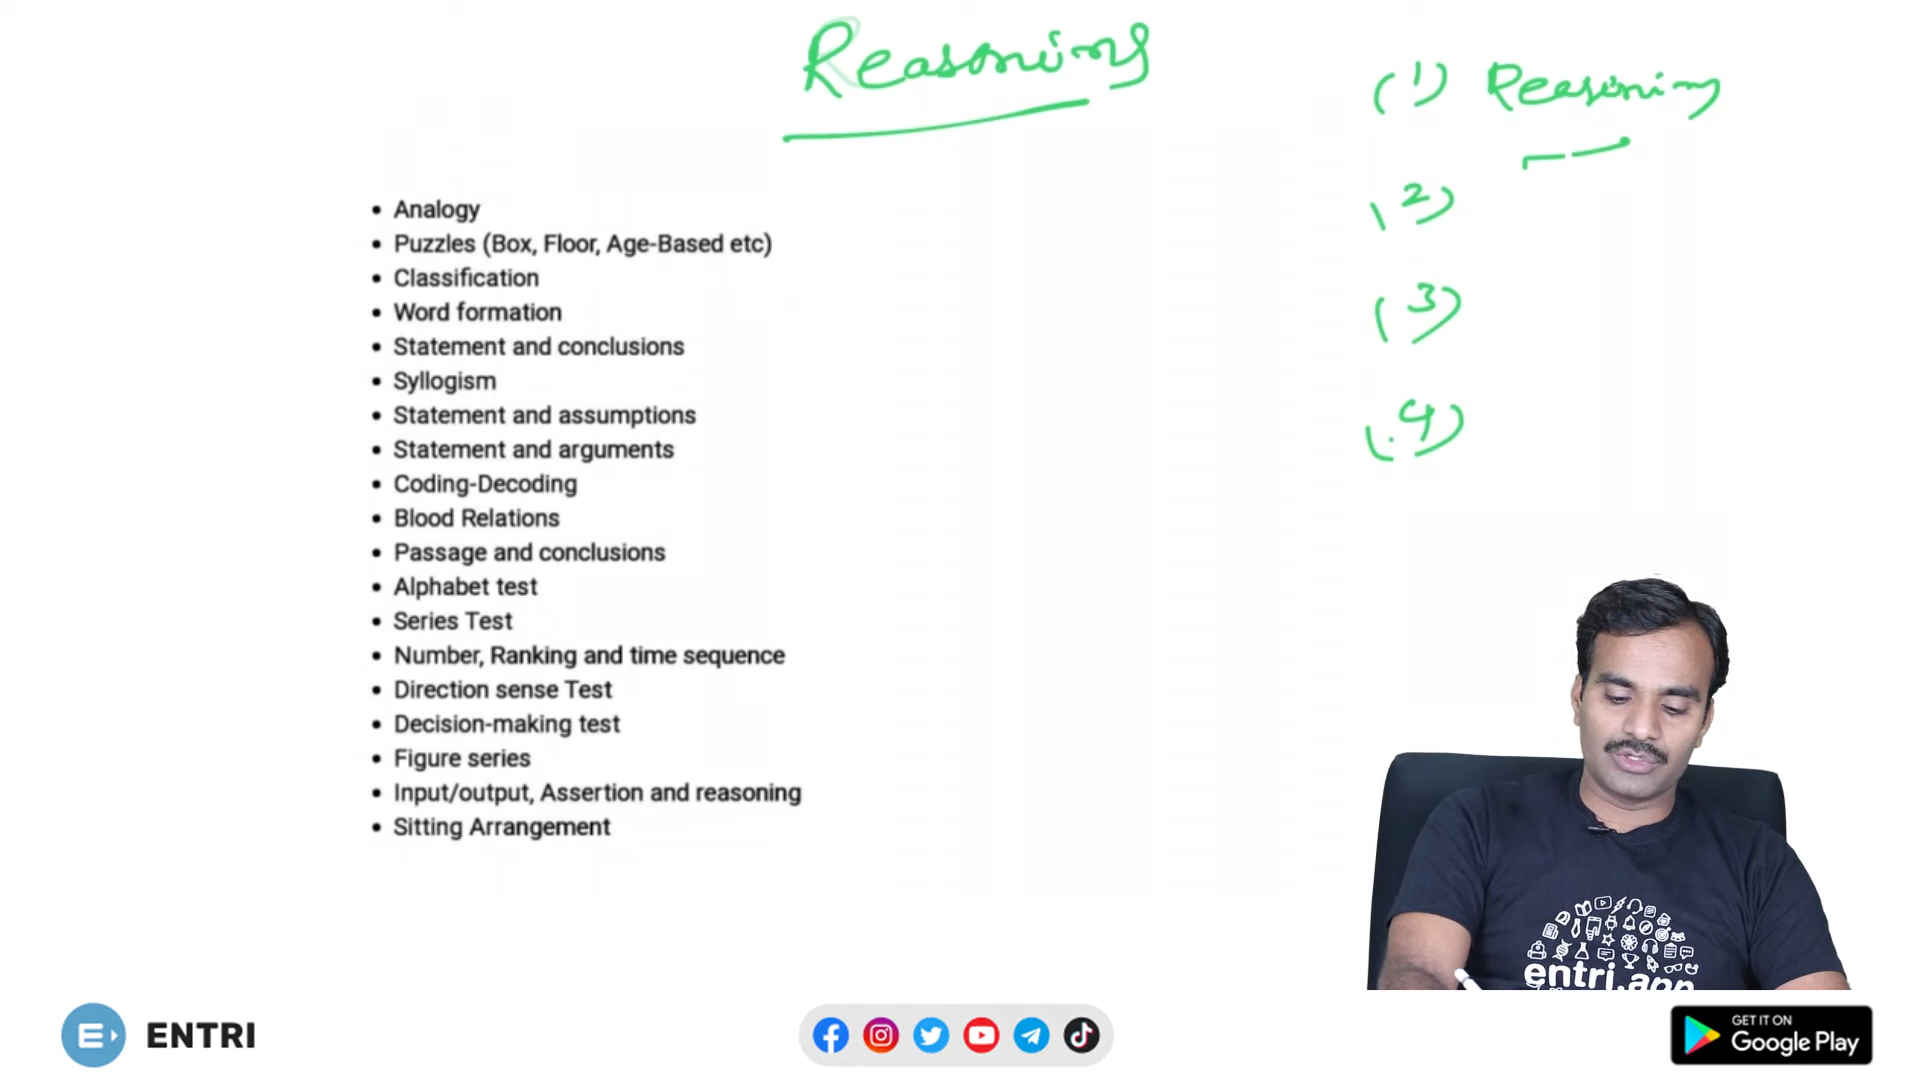 Reasoning
(1) Reasoning
(2)
(3)
(4)
• Analogy
• Puzzles (Box, Floor, Age-Based etc)
• Classification
• Word formation
• Statement and conclusions
• Syllogism
• Statement and assumptions
• Statement and arguments
• Coding-Decoding
• Blood Relations
• Passage and conclusions
• Alphabet test
• Series Test
• Number, Ranking and time sequence
• Direction sense Test
• Decision-making test
• Figure series
• Input/output, Assertion and reasoning
• Sitting Arrangement
entri.app
E ENTRI
GET IT ON
Google Play